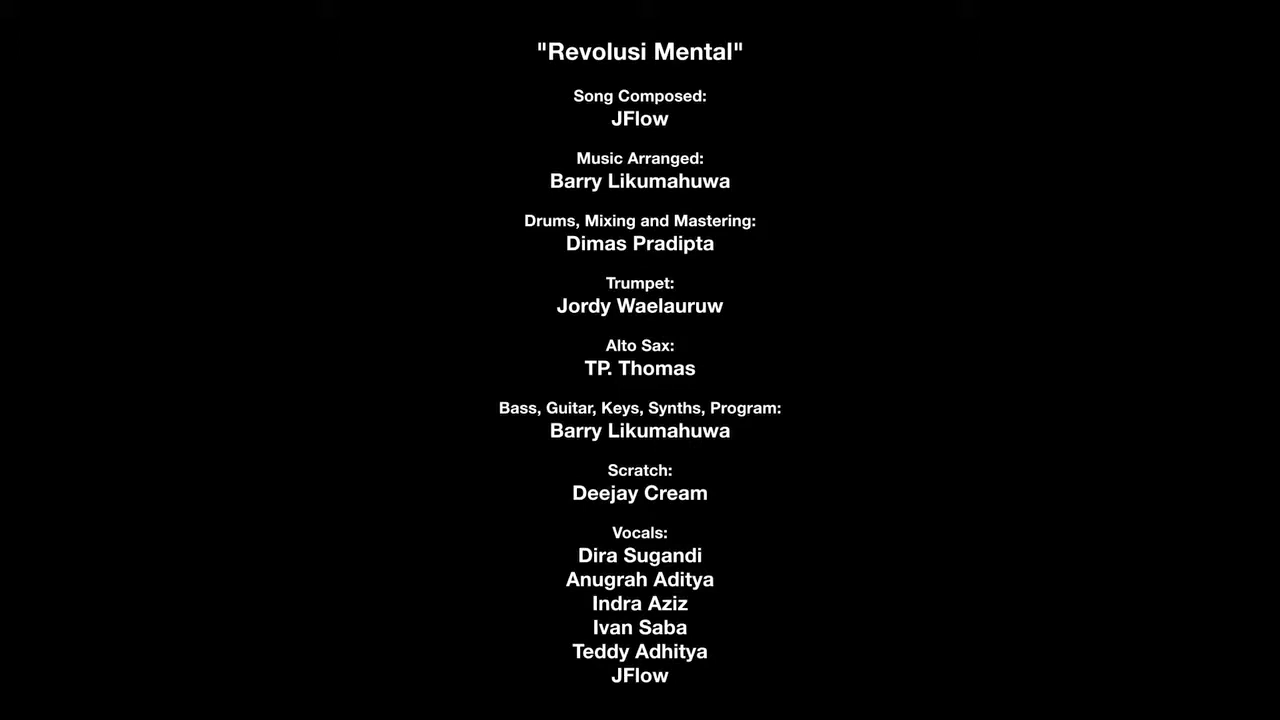 "Revolusi Mental"
Song Composed:
JFlow
Music Arranged:
Barry Likumahuwa
Drums, Mixing and Mastering:
Dimas Pradipta
Trumpet:
Jordy Waelauruw
Alto Sax:
TP. Thomas
Bass, Guitar, Keys, Synths, Program:
Barry Likumahuwa
Scratch:
Deejay Cream
Vocals:
Dira Sugandi
Anugrah Aditya
Indra Aziz
Ivan Saba
Teddy Adhitya
JFlow